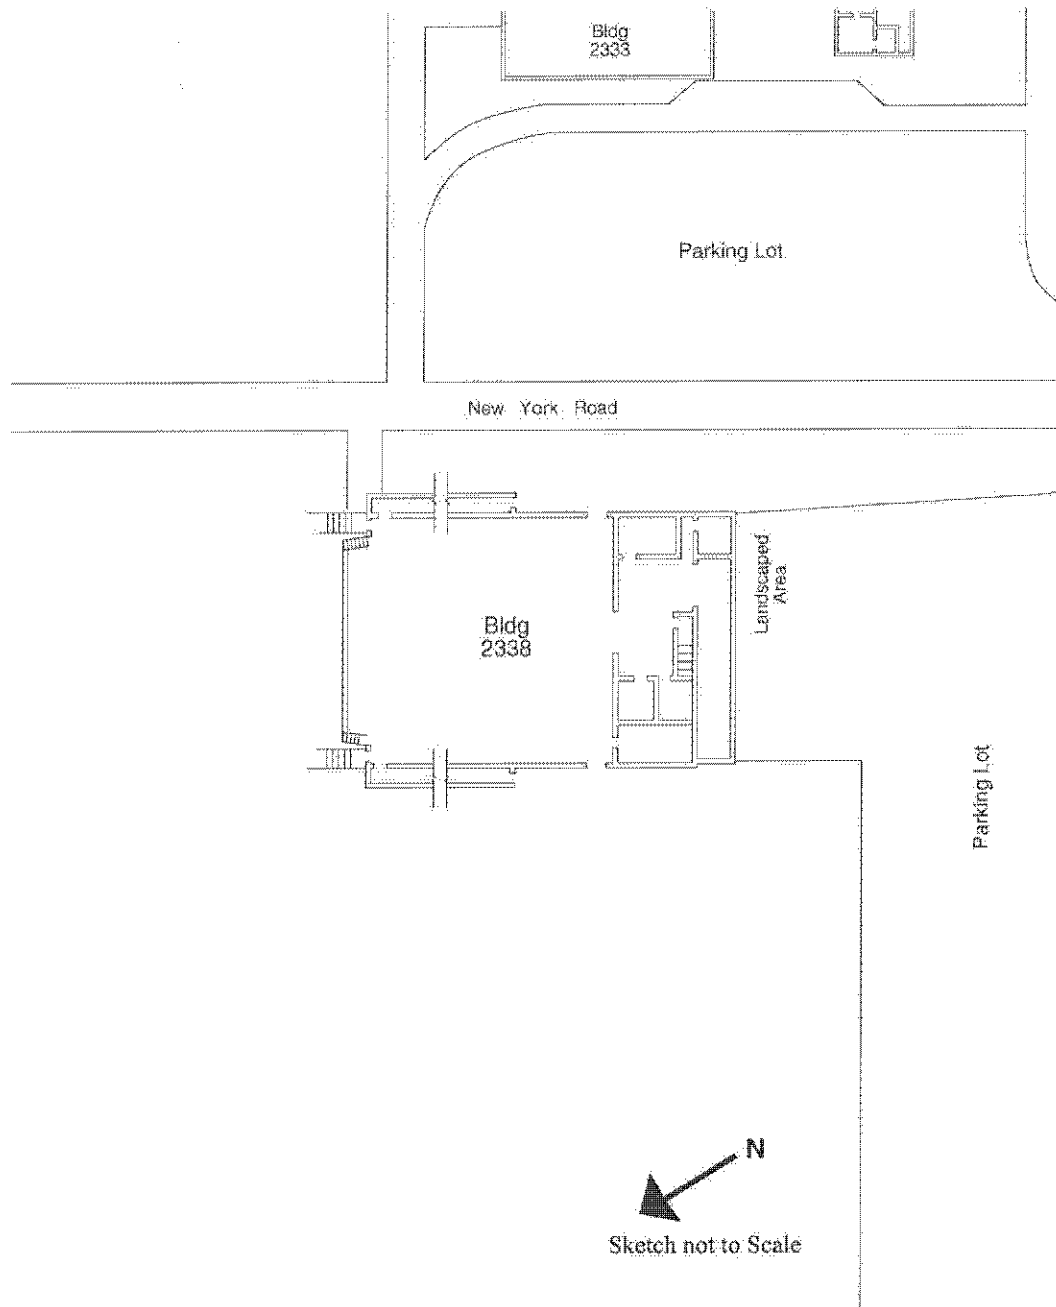 Bldg
2333
Parking Lot
New York Road
Landscaped
Area
Bldg
2338
Parking Lot
N
Sketch not to Scale